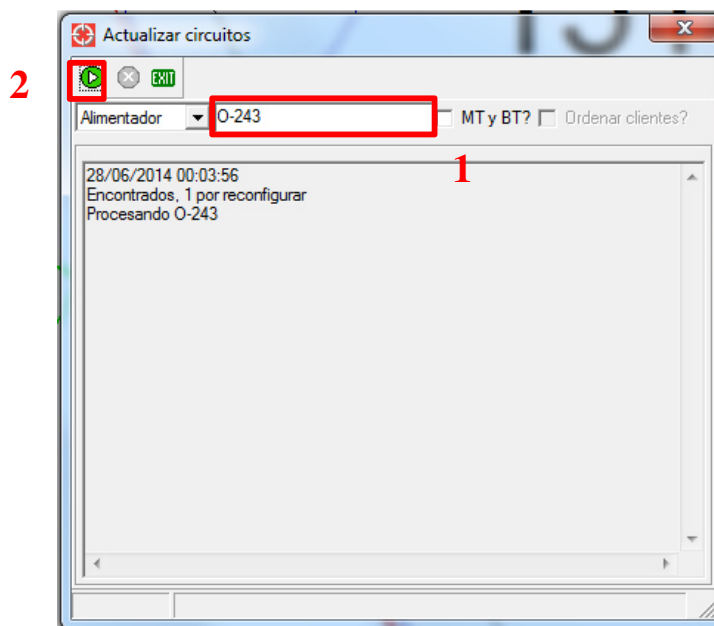 Actualizar circuitos
2
EXIT
Alimentador O-243 MT y BT? Ordenar clientes?
1
28/06/2014 00:03:56
Encontrados, 1 por reconfigurar
Procesando O-243